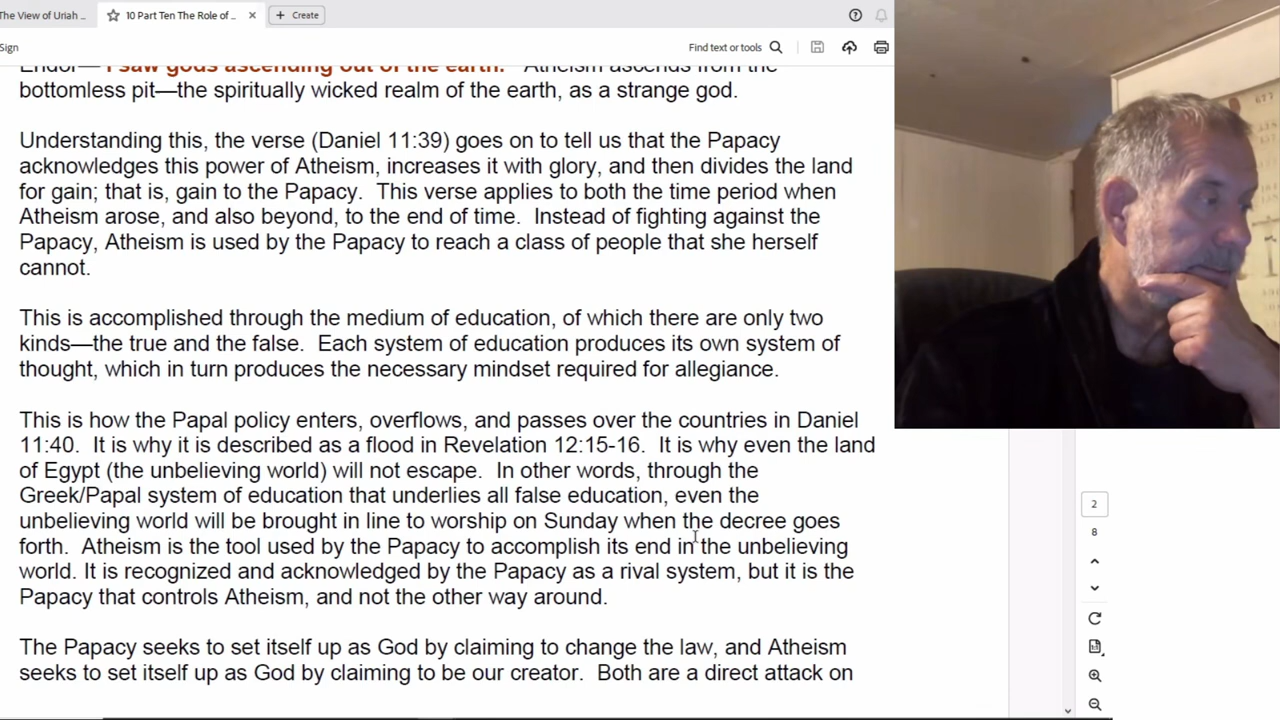 The View of Uriah ...
10 Part Ten The Role of ...
Create
Sign
Find text or tools
Endor—I saw gods ascending out of the earth. Atheism ascends from the
bottomless pit—the spiritually wicked realm of the earth, as a strange god.
Understanding this, the verse (Daniel 11:39) goes on to tell us that the Papacy
acknowledges this power of Atheism, increases it with glory, and then divides the land
for gain; that is, gain to the Papacy. This verse applies to both the time period when
Atheism arose, and also beyond, to the end of time. Instead of fighting against the
Papacy, Atheism is used by the Papacy to reach a class of people that she herself
cannot.
This is accomplished through the medium of education, of which there are only two
kinds—the true and the false. Each system of education produces its own system of
thought, which in turn produces the necessary mindset required for allegiance.
This is how the Papal policy enters, overflows, and passes over the countries in Daniel
11:40. It is why it is described as a flood in Revelation 12:15-16. It is why even the land
of Egypt (the unbelieving world) will not escape. In other words, through the
Greek/Papal system of education that underlies all false education, even the
unbelieving world will be brought in line to worship on Sunday when the decree goes
forth. Atheism is the tool used by the Papacy to accomplish its end in the unbelieving
world. It is recognized and acknowledged by the Papacy as a rival system, but it is the
Papacy that controls Atheism, and not the other way around.
The Papacy seeks to set itself up as God by claiming to change the law, and Atheism
seeks to set itself up as God by claiming to be our creator. Both are a direct attack on
2
8
677